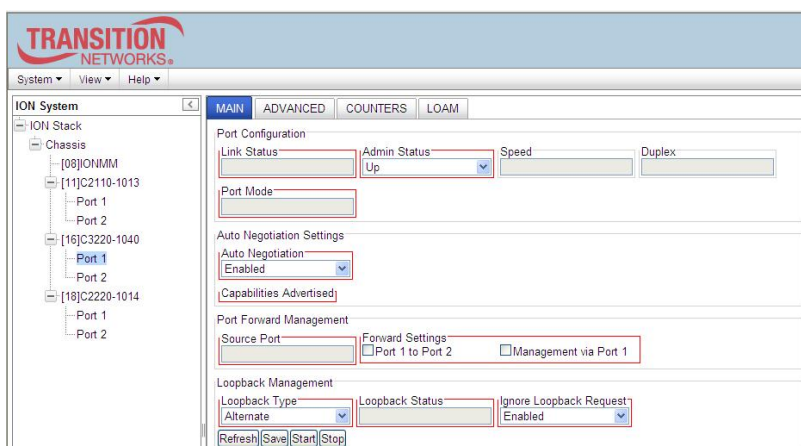 TRANSITION
NETWORKS®
System View Help
ION System
ION Stack
Chassis
[08]IONMM
[11]C2110-1013
Port 1
Port 2
[16]C3220-1040
Port 1
Port 2
[18]C2220-1014
Port 1
Port 2
MAIN ADVANCED COUNTERS LOAM
Port Configuration
Link Status Admin Status Speed Duplex
Up
Port Mode
Auto Negotiation Settings
Auto Negotiation
Enabled
Capabilities Advertised
Port Forward Management
Source Port Forward Settings
Port 1 to Port 2 Management via Port 1
Loopback Management
Loopback Type Loopback Status Ignore Loopback Request
Alternate Enabled
Refresh Save Start Stop